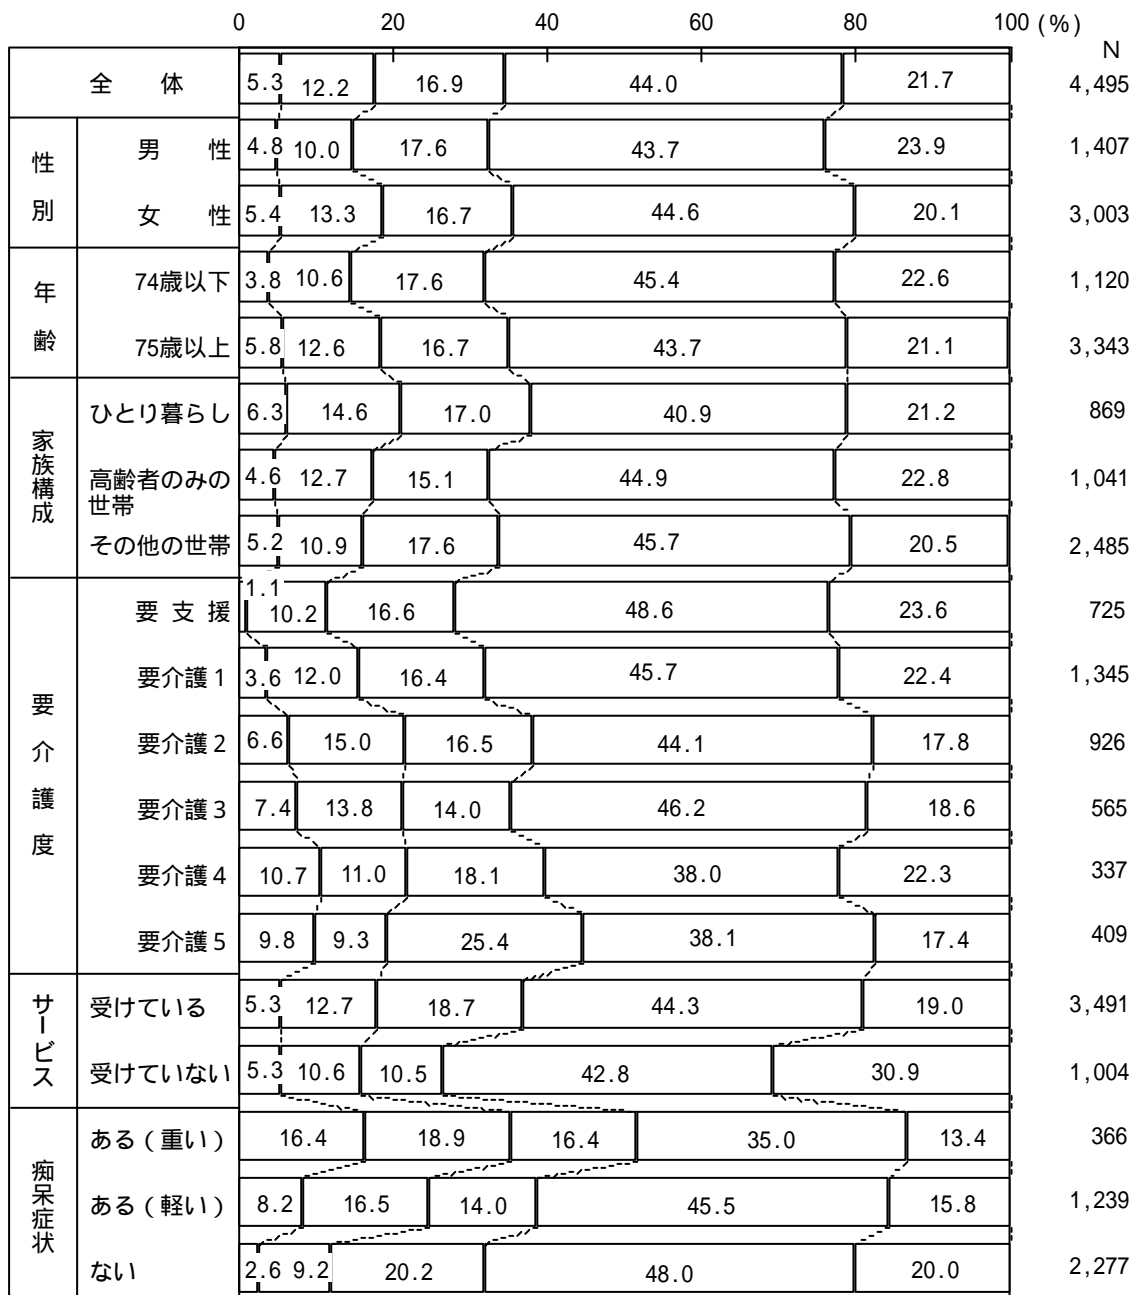 0 20 40 60 80 100 (%)
N
全 体 5.3 12.2 16.9 44.0 21.7 4,495
性別
男 性 4.8 10.0 17.6 43.7 23.9 1,407
女 性 5.4 13.3 16.7 44.6 20.1 3,003
年齢
74歳以下 3.8 10.6 17.6 45.4 22.6 1,120
75歳以上 5.8 12.6 16.7 43.7 21.1 3,343
家族構成
ひとり暮らし 6.3 14.6 17.0 40.9 21.2 869
高齢者のみの 4.6 12.7 15.1 44.9 22.8 1,041
世帯
その他の世帯 5.2 10.9 17.6 45.7 20.5 2,485
要介護度
要 支 援 1.1 10.2 16.6 48.6 23.6 725
要介護1 3.6 12.0 16.4 45.7 22.4 1,345
要介護2 6.6 15.0 16.5 44.1 17.8 926
要介護3 7.4 13.8 14.0 46.2 18.6 565
要介護4 10.7 11.0 18.1 38.0 22.3 337
要介護5 9.8 9.3 25.4 38.1 17.4 409
サービス
受けている 5.3 12.7 18.7 44.3 19.0 3,491
受けていない 5.3 10.6 10.5 42.8 30.9 1,004
痴呆症状
ある(重い) 16.4 18.9 16.4 35.0 13.4 366
ある(軽い) 8.2 16.5 14.0 45.5 15.8 1,239
ない 2.6 9.2 20.2 48.0 20.0 2,277